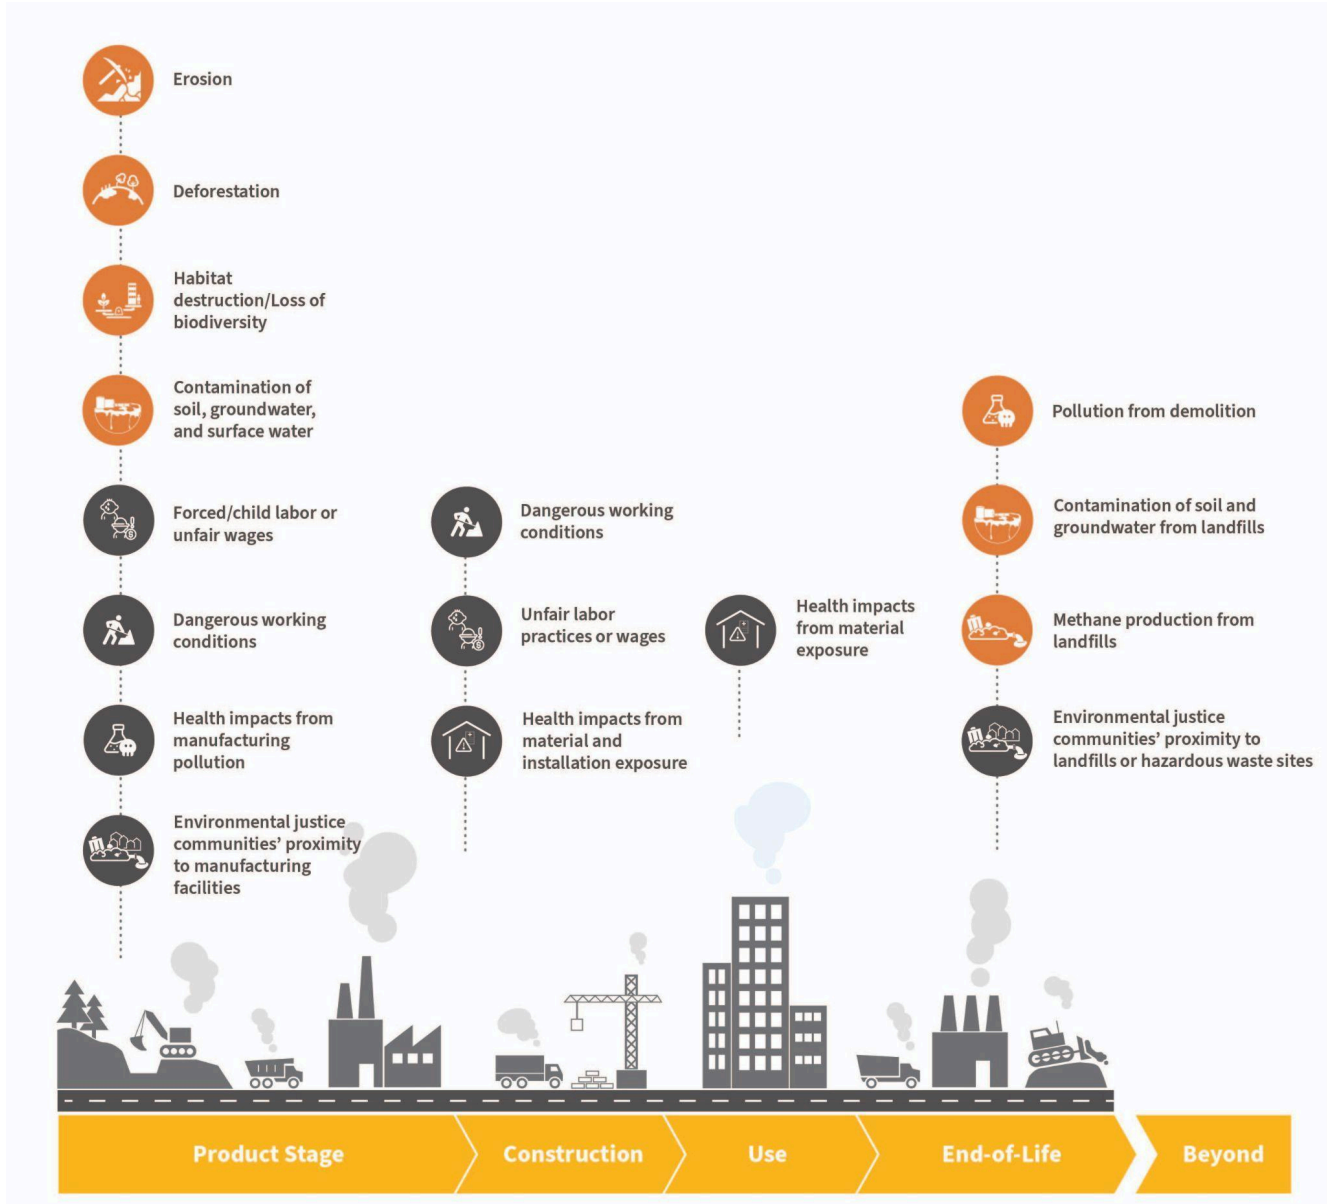 Erosion
Deforestation
Habitat
destruction/Loss of
biodiversity
Contamination of
soil, groundwater,
and surface water
Forced/child labor or
unfair wages
Dangerous working
conditions
Health impacts from
manufacturing
pollution
Environmental justice
communities’ proximity
to manufacturing
facilities
Dangerous working
conditions
Unfair labor
practices or wages
Health impacts from
material and
installation exposure
Health impacts
from material
exposure
Pollution from demolition
Contamination of soil and
groundwater from landfills
Methane production from
landfills
Environmental justice
communities’ proximity to
landfills or hazardous waste sites
Product Stage
Construction
Use
End-of-Life
Beyond